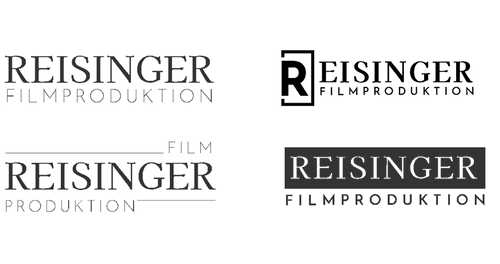 REISINGER
FILMPRODUKTION
REISINGER
FILMPRODUKTION
FILM
REISINGER
PRODUKTION
REISINGER
FILMPRODUKTION